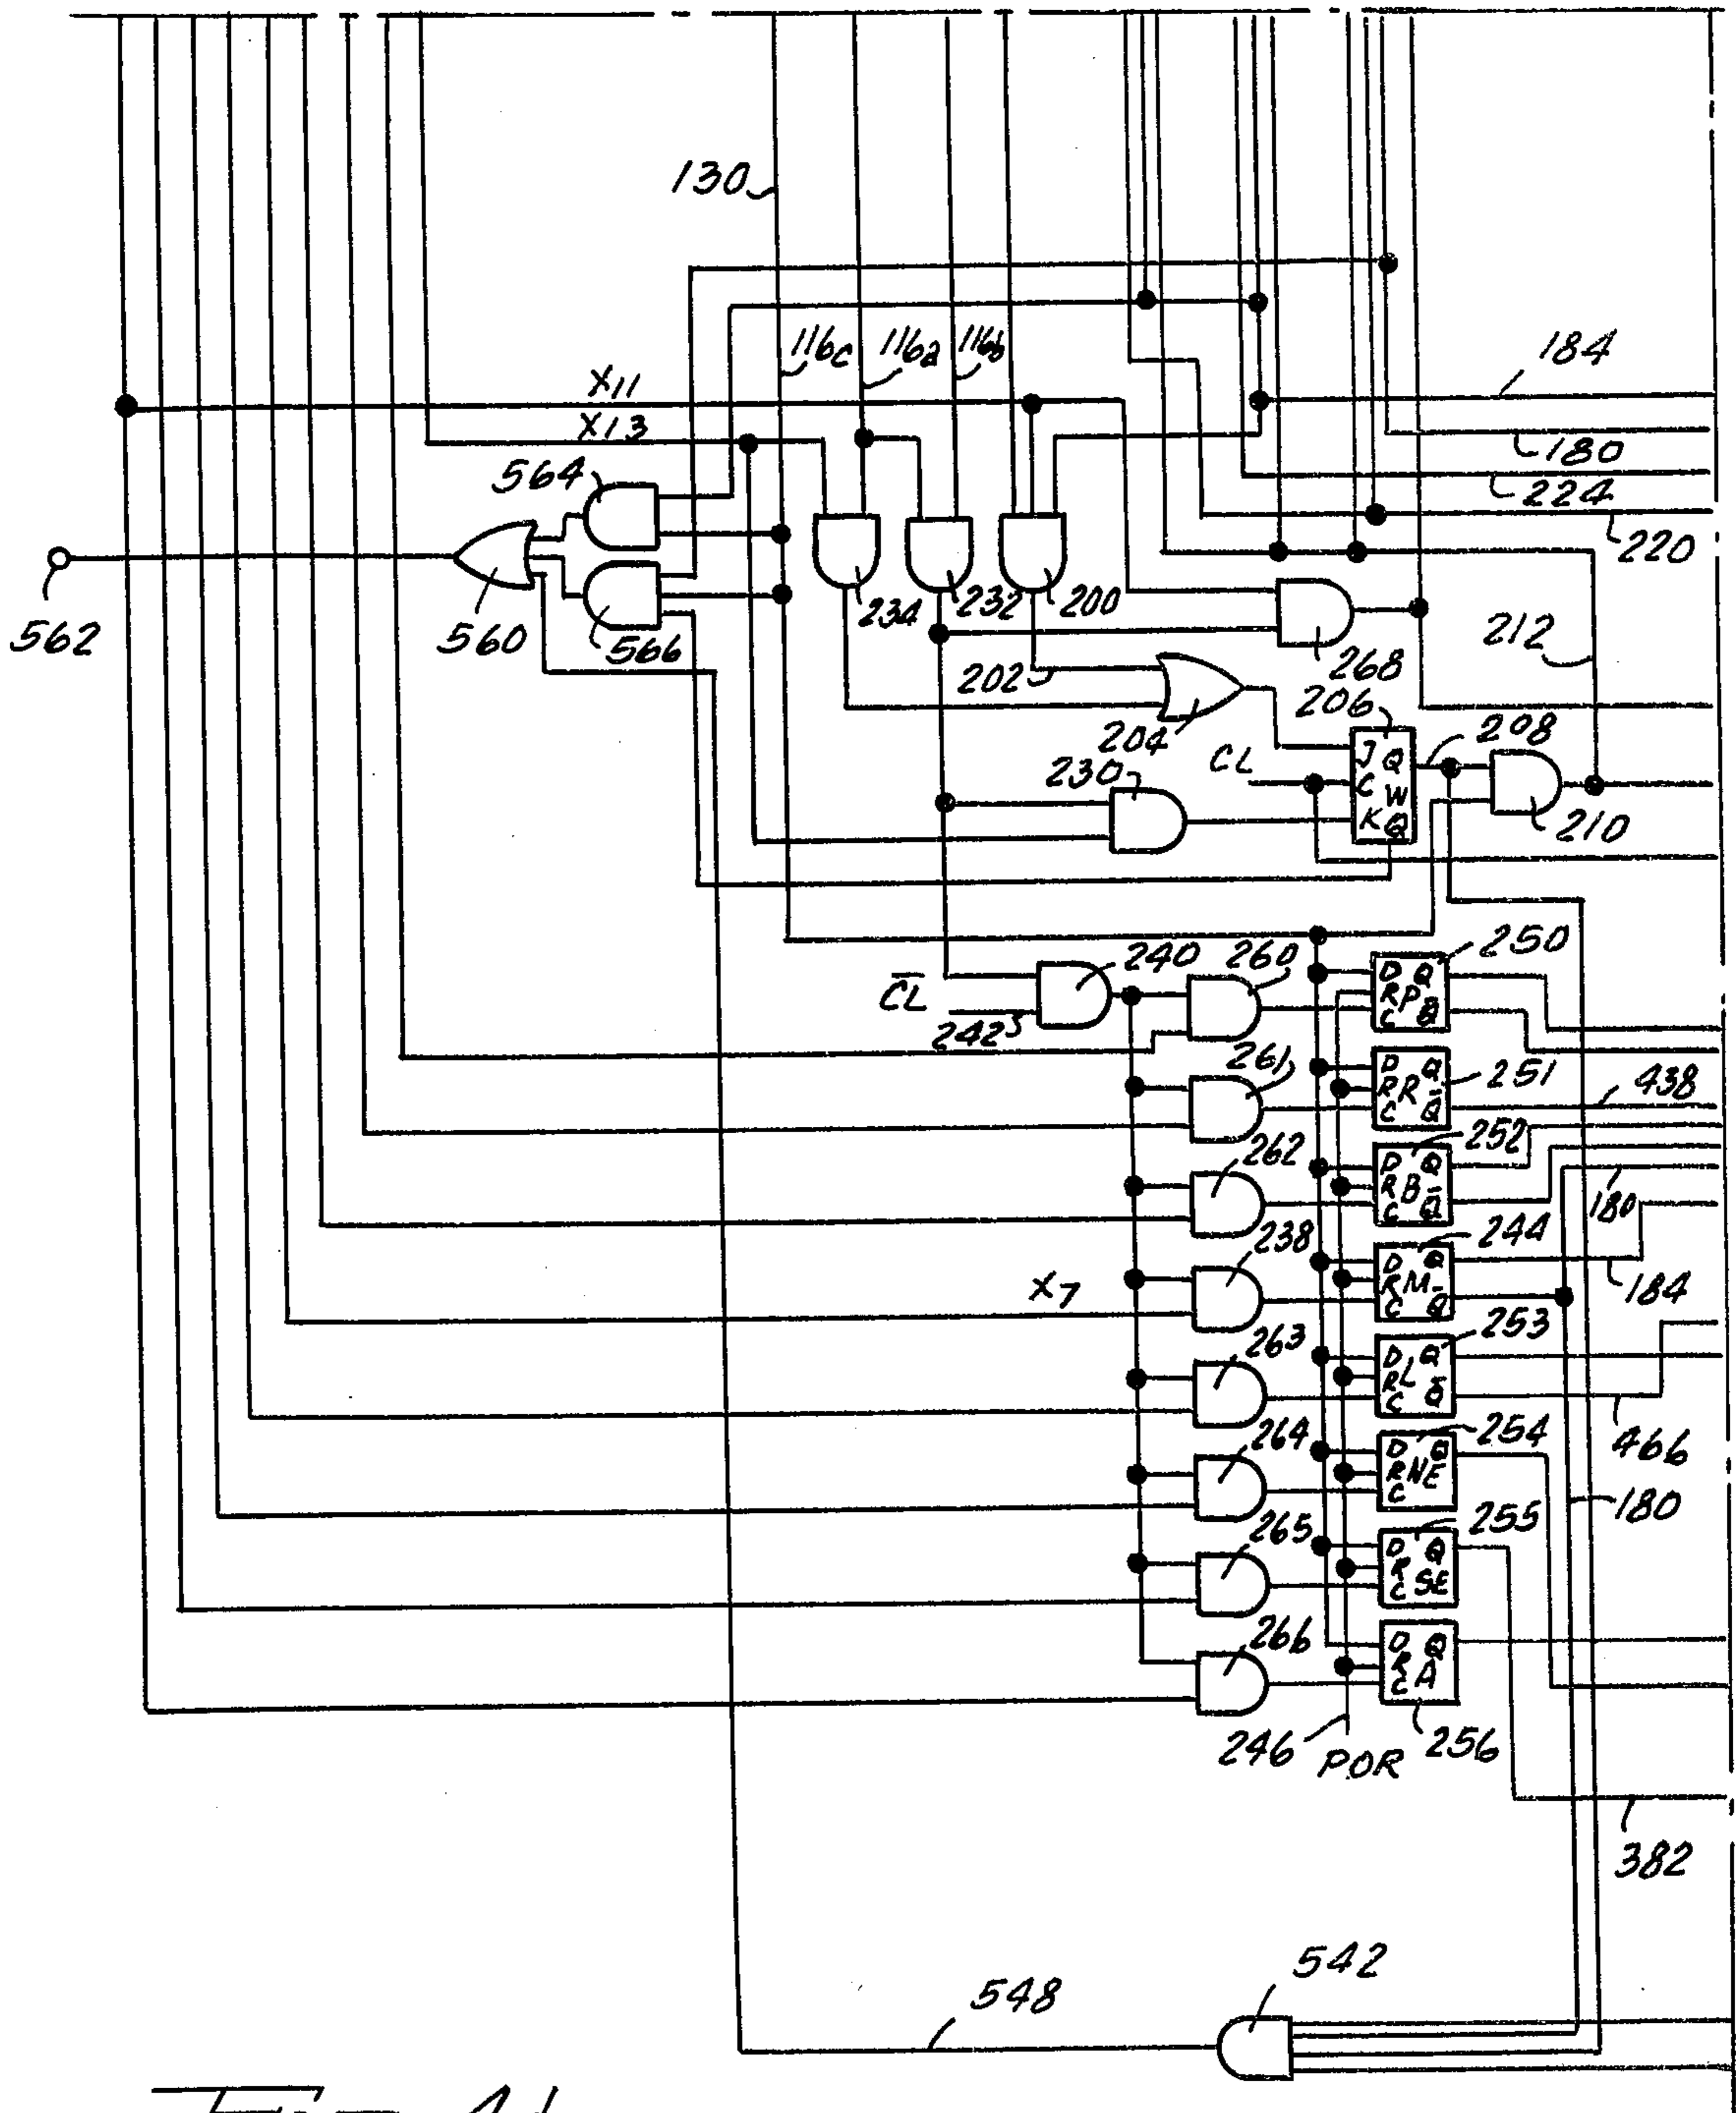 130
116c
116a
116b
184
X11
X13
180
564
224
220
562
560
566
234
232
200
212
268
202
206
204
208
CL
J Q
C W
K Q
230
210
250
240
260
C̅L̅
D Q
R P
C Q̅
242
261
251
438
D Q
R R
C Q̅
252
262
D Q
R B
C Q̅
180
238
244
X7
D Q
R M
C Q̅
184
263
253
D Q
R L
C Q̅
466
264
254
D Q
R NE
C
180
265
255
D Q
R SE
C
266
D Q
R A
C
246
POR
256
382
542
548